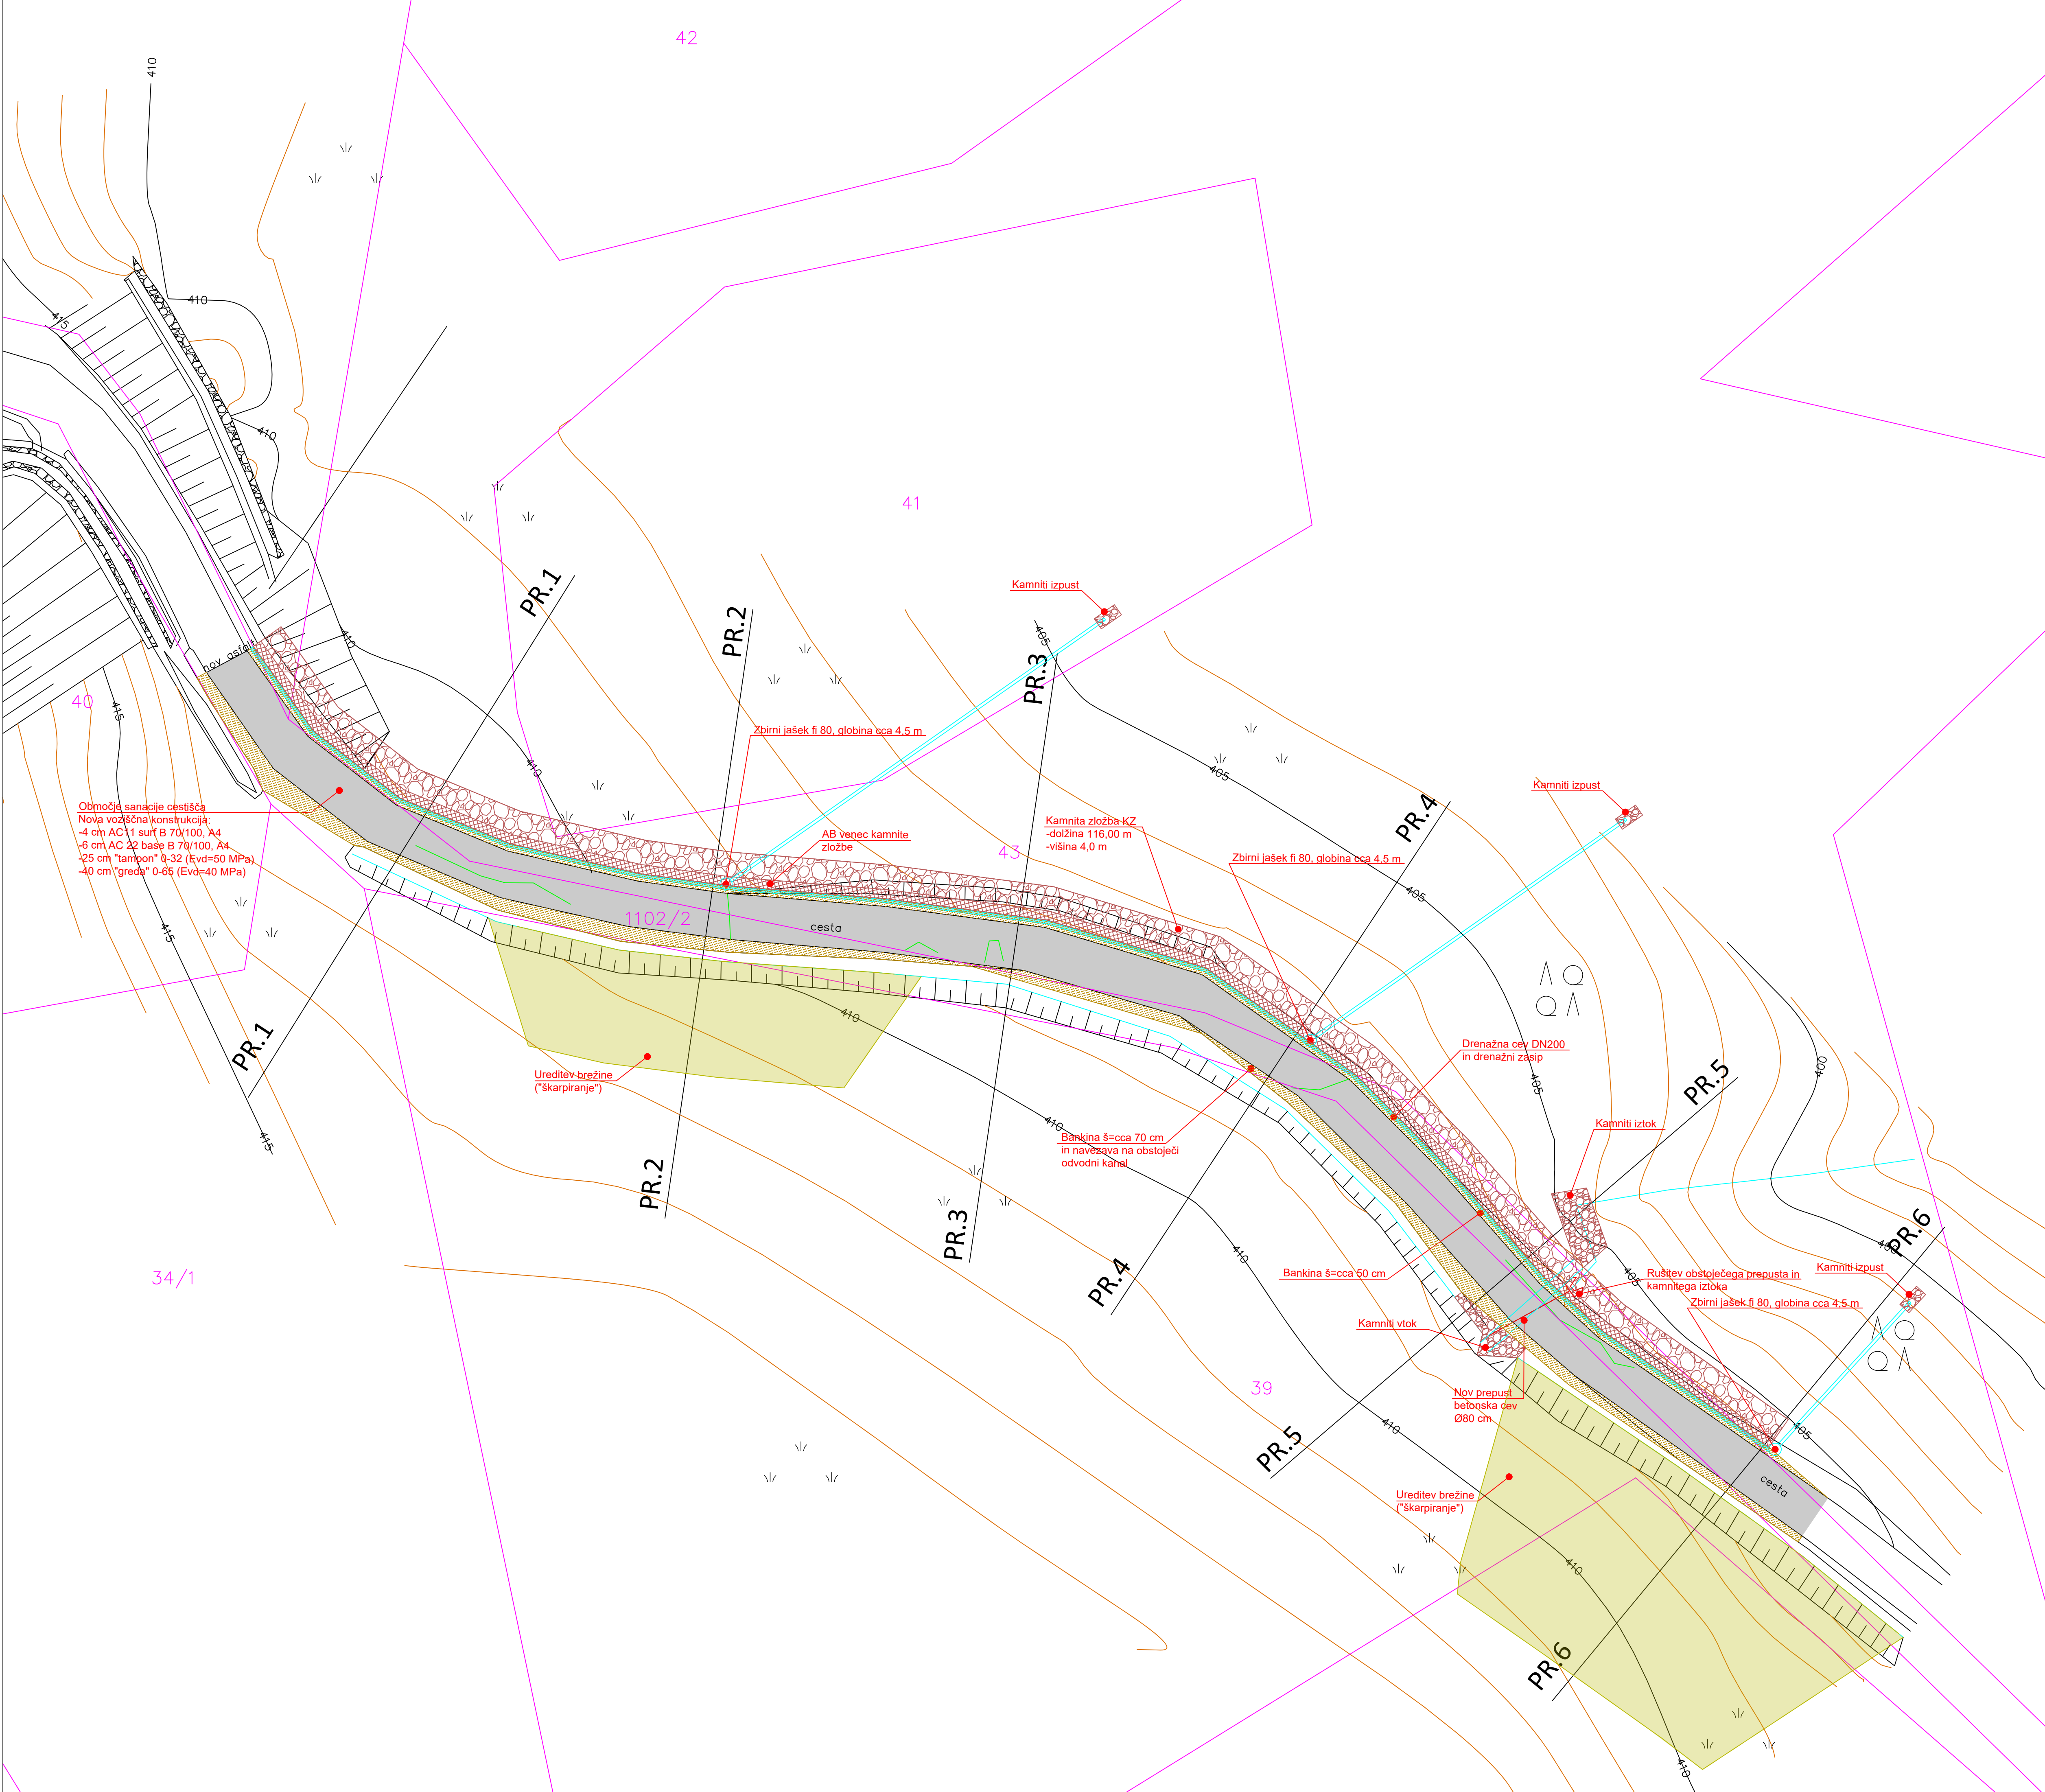 42
410
410
415
410
41
Kamniti izpust
PR.1
PR.2
405
PR.3
410
nov asfalt
40
415
Zbirni jašek fi 80, globina cca 4,5 m
410
405
Kamniti izpust
PR.4
Območje sanacije cestišča
Nova voziščna konstrukcija:
-4 cm AC11 surf B 70/100, A4
-6 cm AC 22 base B 70/100, A4
-25 cm "tampon" 0-32 (Evd=50 MPa)
-40 cm "greda" 0-65 (Evd=40 MPa)
AB venec kamnite
zložbe
Kamnita zložba KZ
-dolžina 116,00 m
-višina 4,0 m
43
Zbirni jašek fi 80, globina cca 4,5 m
405
1102/2
cesta
415
410
PR.1
415
Ureditev brežine
("škarpiranje")
Drenažna cev DN200
in drenažni zasip
405
PR.5
400
410
Kamniti iztok
Bankina š=cca 70 cm
in navezava na obstoječi
odvodni kanal
PR.2
PR.3
410
PR.4
34/1
Bankina š=cca 50 cm
405
Rušitev obstoječega prepusta in
kamnitega iztoka
Zbirni jašek fi 80, globina cca 4,5 m
Kamniti izpust
400
PR.6
Kamniti vtok
39
Nov prepust
betonska cev
Ø80 cm
410
405
PR.5
cesta
Ureditev brežine
("škarpiranje")
410
PR.6
410